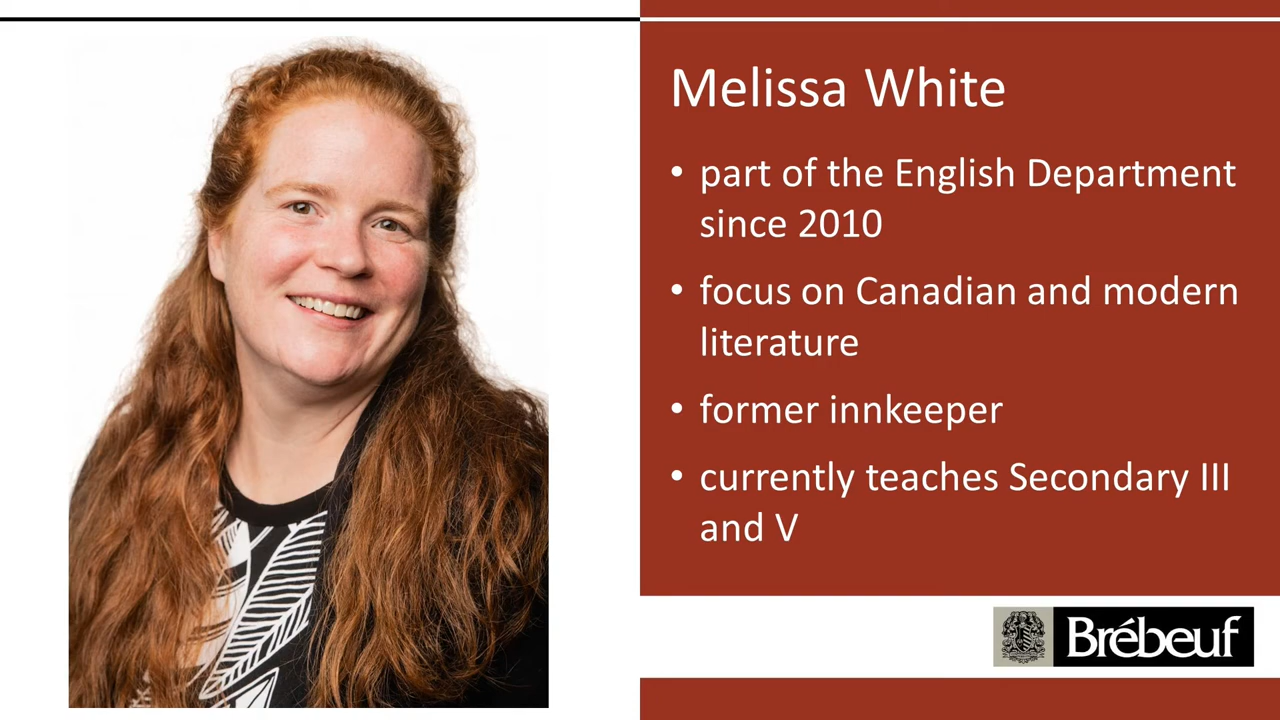 Melissa White
• part of the English Department
since 2010
• focus on Canadian and modern
literature
• former innkeeper
• currently teaches Secondary III
and V
Brébeuf